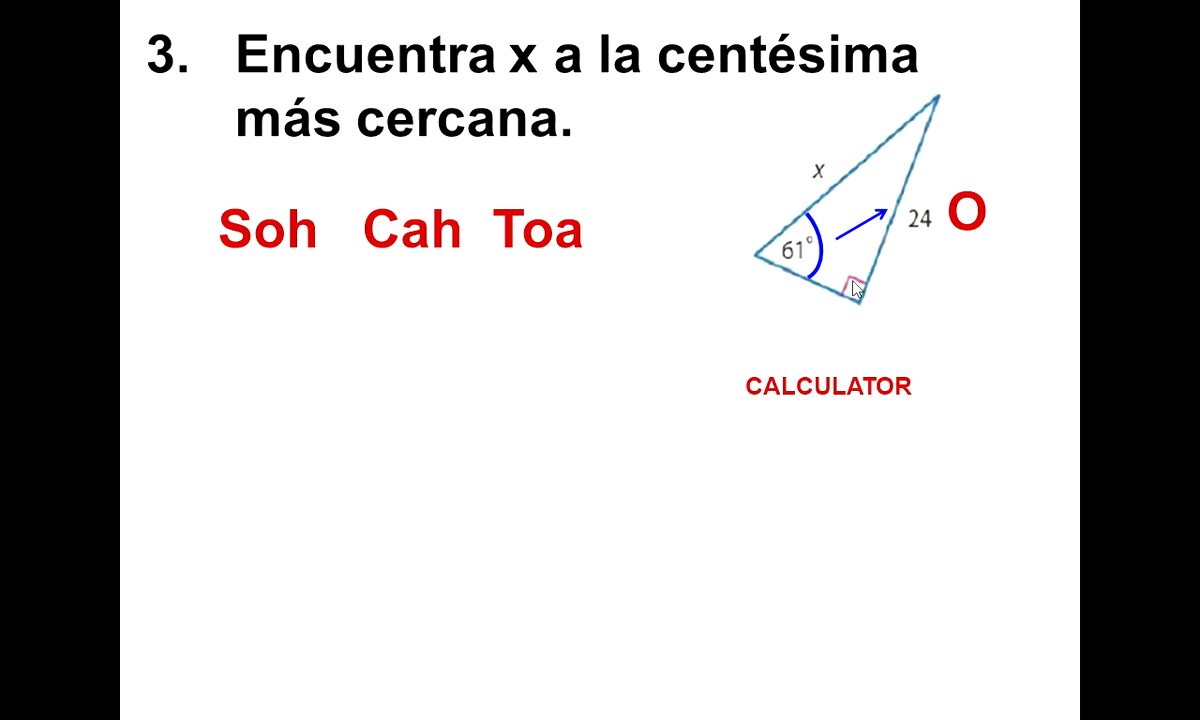 3. Encuentra x a la centésima
más cercana.
x
Soh Cah Toa
24 O
61°
CALCULATOR